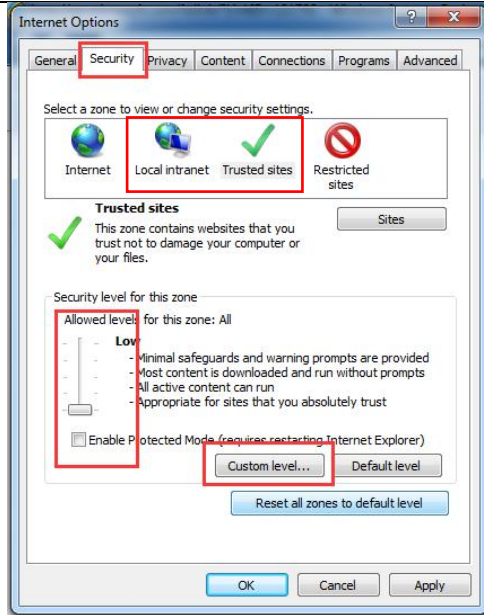 Internet Options
General Security Privacy Content Connections Programs Advanced
Select a zone to view or change security settings.
Internet Local intranet Trusted sites Restricted
sites
Trusted sites
Sites
This zone contains websites that you
trust not to damage your computer or
your files.
Security level for this zone
Allowed levels for this zone: All
Low
- Minimal safeguards and warning prompts are provided
- Most content is downloaded and run without prompts
- All active content can run
- Appropriate for sites that you absolutely trust
Enable Protected Mode (requires restarting Internet Explorer)
Custom level... Default level
Reset all zones to default level
OK Cancel Apply